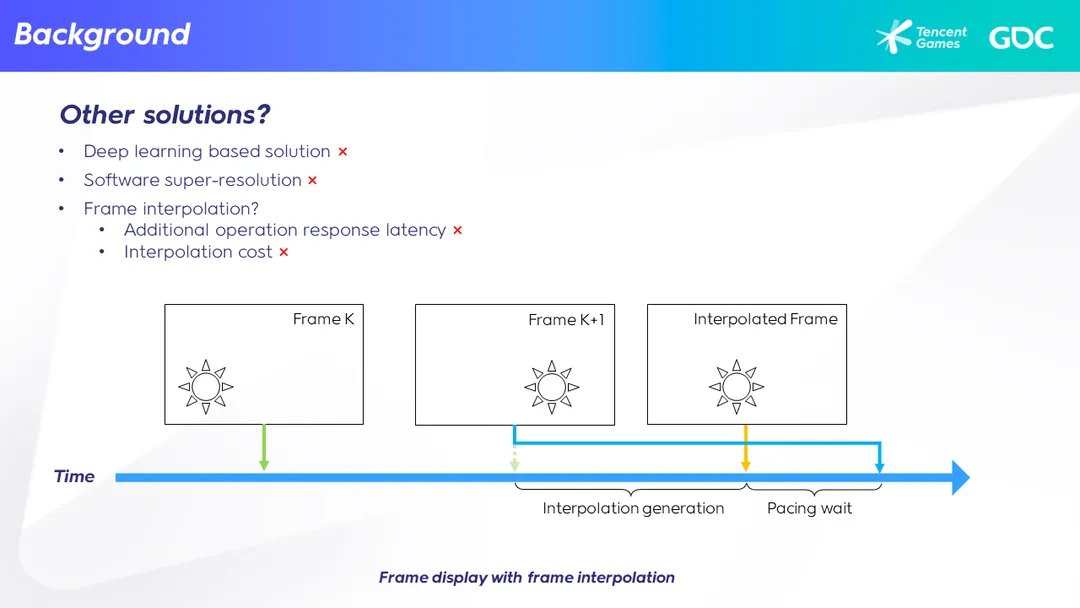 Background
Tencent
Games
GDC
Other solutions?
• Deep learning based solution ×
• Software super-resolution ×
• Frame interpolation?
• Additional operation response latency ×
• Interpolation cost ×
Frame K
Frame K+1
Interpolated Frame
Time
Interpolation generation
Pacing wait
Frame display with frame interpolation